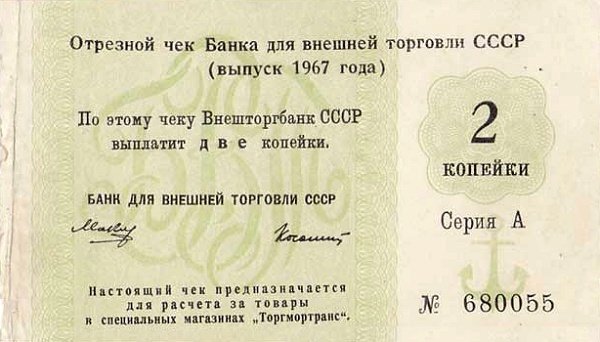 Отрезной чек Банка для внешней торговли СССР
(выпуск 1967 года)
По этому чеку Внешторгбанк СССР
выплатит две копейки.
2
КОПЕЙКИ
БАНК ДЛЯ ВНЕШНЕЙ ТОРГОВЛИ СССР
Серия А
Настоящий чек предназначается
для расчета за товары
в специальных магазинах „Торгмортранс“.
№ 680055